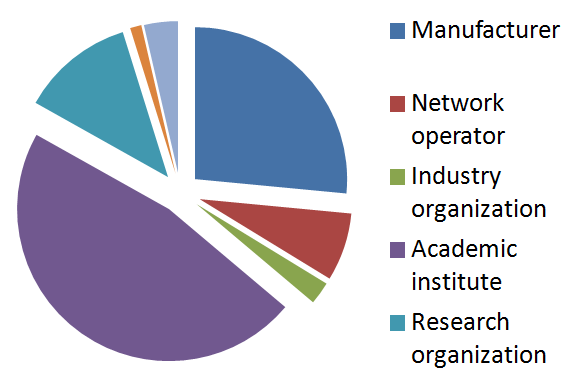 Manufacturer
Network
operator
Industry
organization
Academic
institute
Research
organization